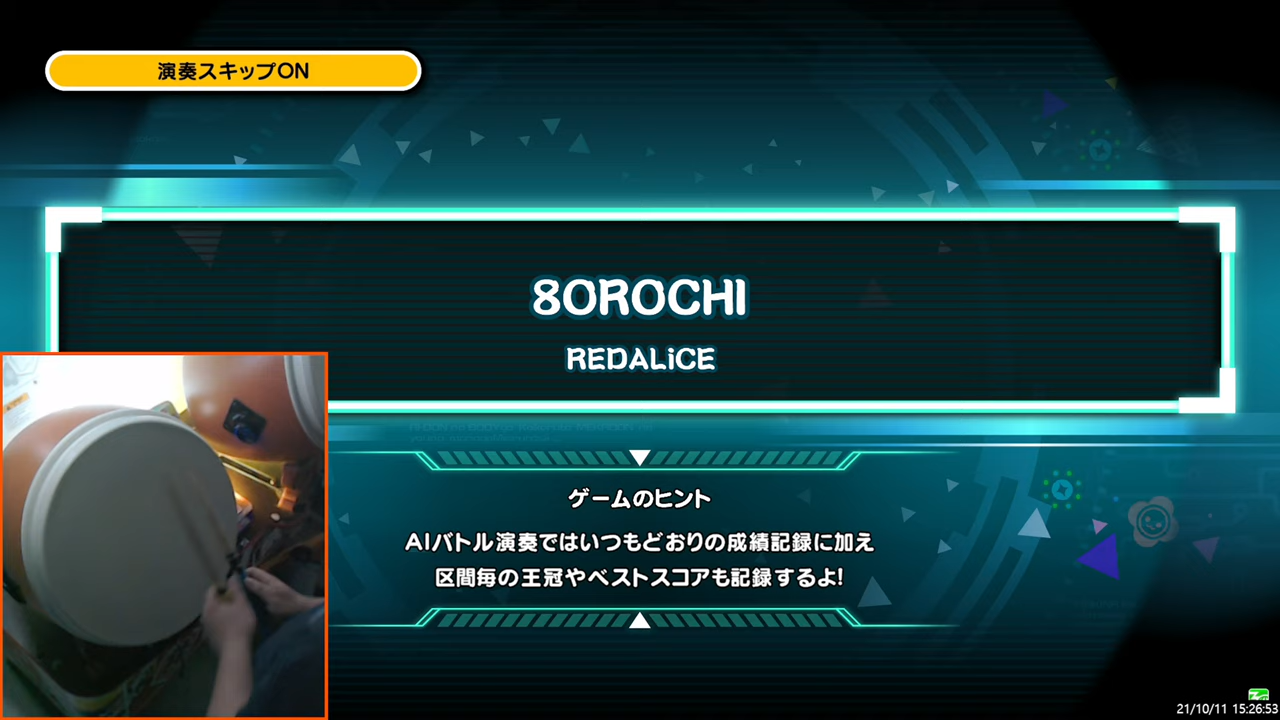 演奏スキップON
8OROCHI
REDALiCE
ゲームのヒント
AIバトル演奏ではいつもどおりの成績記録に加え
区間毎の王冠やベストスコアも記録するよ!
21/10/11 15:26:53